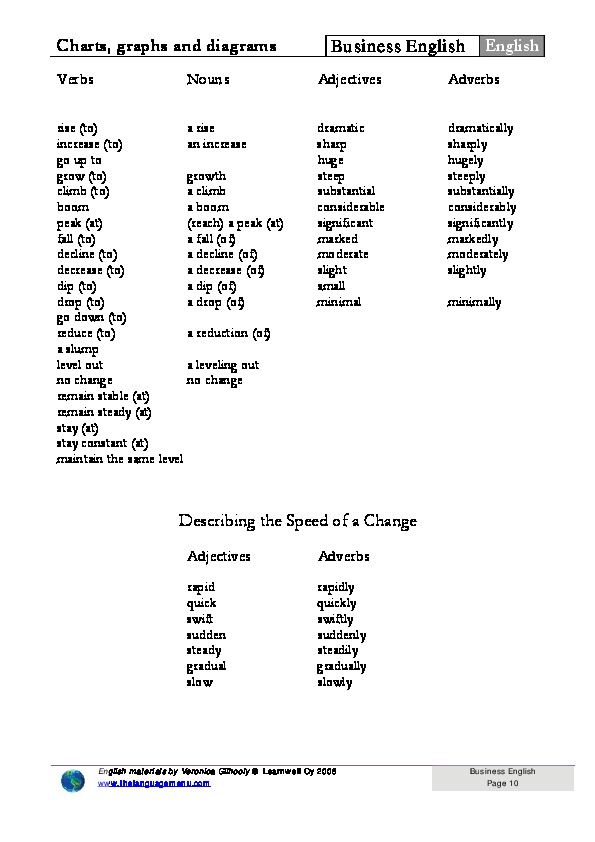 Charts, graphs and diagrams Business English English
Verbs Nouns Adjectives Adverbs
rise (to) a rise dramatic dramatically
increase (to) an increase sharp sharply
go up to huge hugely
grow (to) growth steep steeply
climb (to) a climb substantial substantially
boom a boom considerable considerably
peak (at) (reach) a peak (at) significant significantly
fall (to) a fall (of) marked markedly
decline (to) a decline (of) moderate moderately
decrease (to) a decrease (of) slight slightly
dip (to) a dip (of) small
drop (to) a drop (of) minimal minimally
go down (to)
reduce (to) a reduction (of)
a slump
level out a leveling out
no change no change
remain stable (at)
remain steady (at)
stay (at)
stay constant (at)
maintain the same level
Describing the Speed of a Change
Adjectives Adverbs
rapid rapidly
quick quickly
swift swiftly
sudden suddenly
steady steadily
gradual gradually
slow slowly
English materials by Veronica Gilhooly © Learnwell Oy 2006 Business English
www.thelanguagemenu.com Page 10